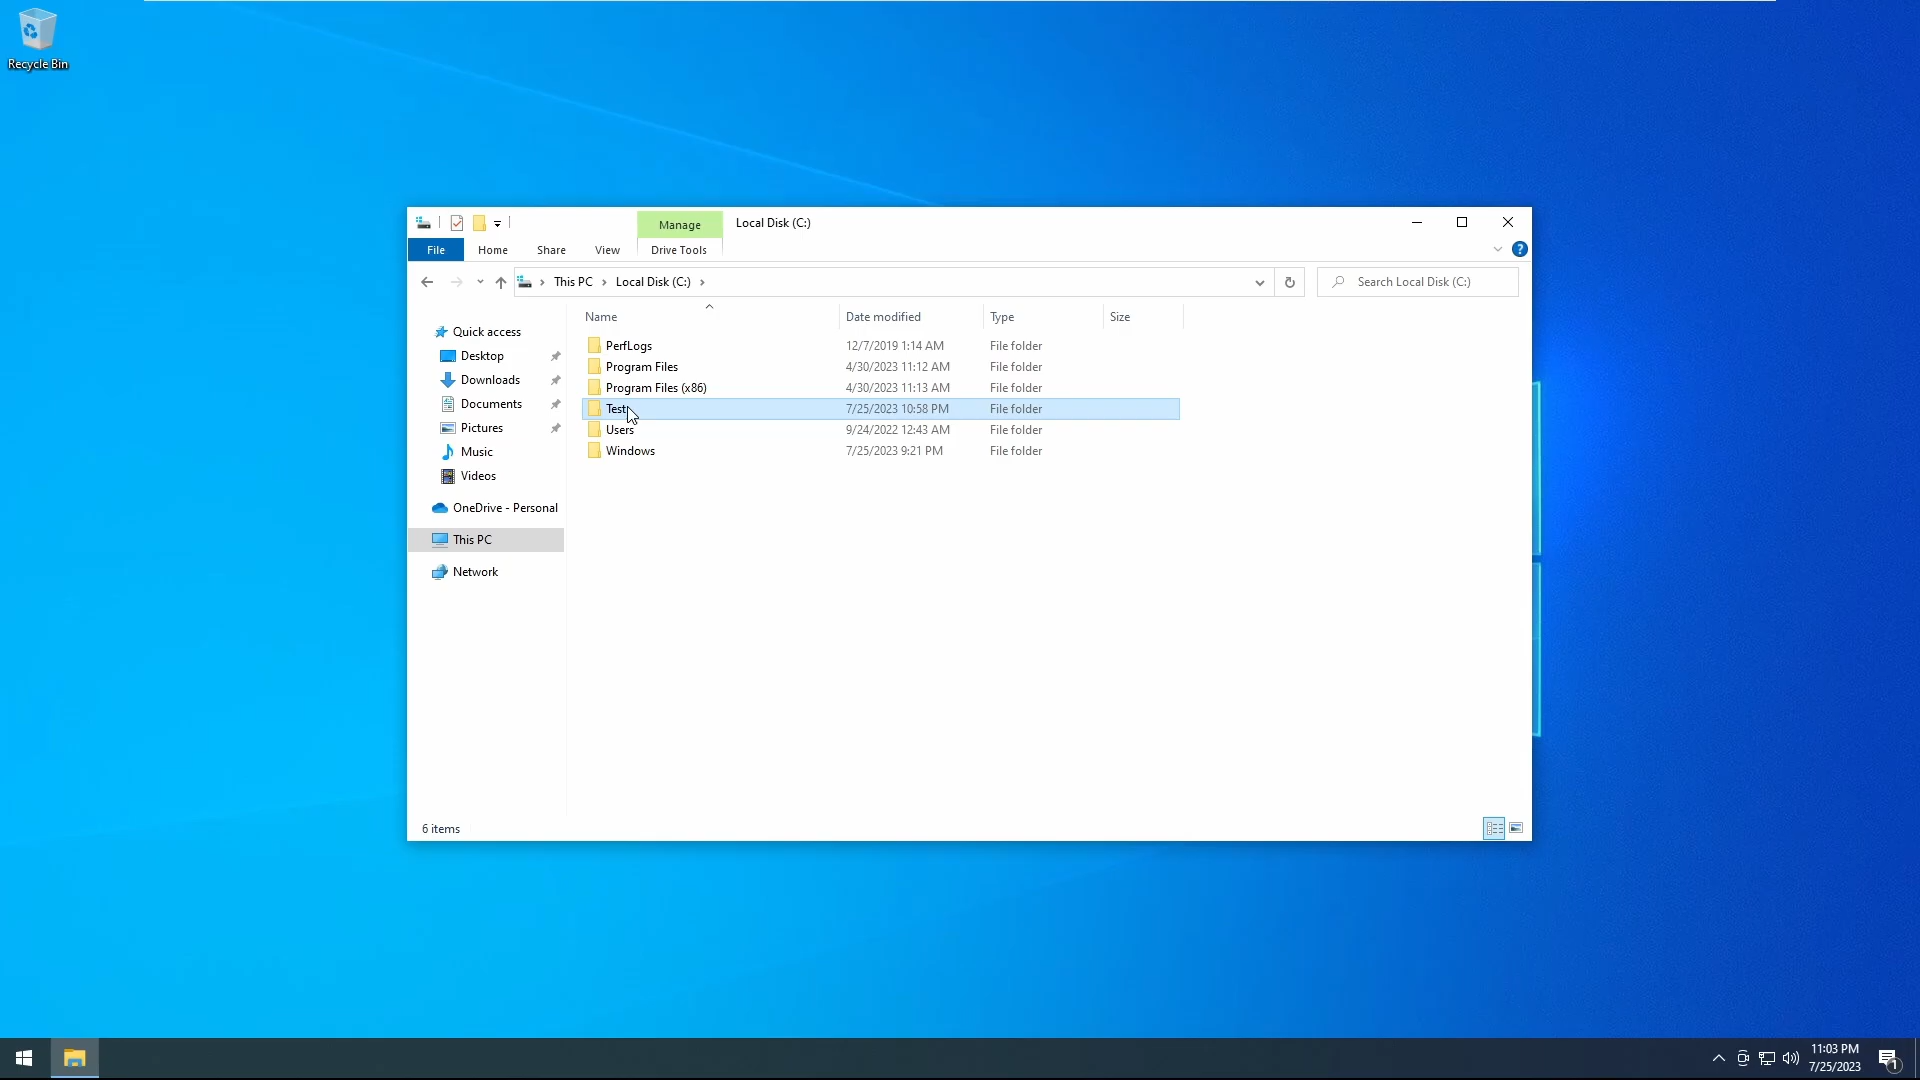 Recycle Bin
Manage
Local Disk (C:)
File
Home
Share
View
Drive Tools
?
This PC
Local Disk (C:)
Search Local Disk (C:)
Name
Date modified
Type
Size
Quick access
Desktop
Downloads
Documents
Pictures
Music
Videos
OneDrive - Personal
This PC
Network
PerfLogs 12/7/2019 1:14 AM File folder
Program Files 4/30/2023 11:12 AM File folder
Program Files (x86) 4/30/2023 11:13 AM File folder
Test 7/25/2023 10:58 PM File folder
Users 9/24/2022 12:43 AM File folder
Windows 7/25/2023 9:21 PM File folder
6 items
11:03 PM
7/25/2023
1